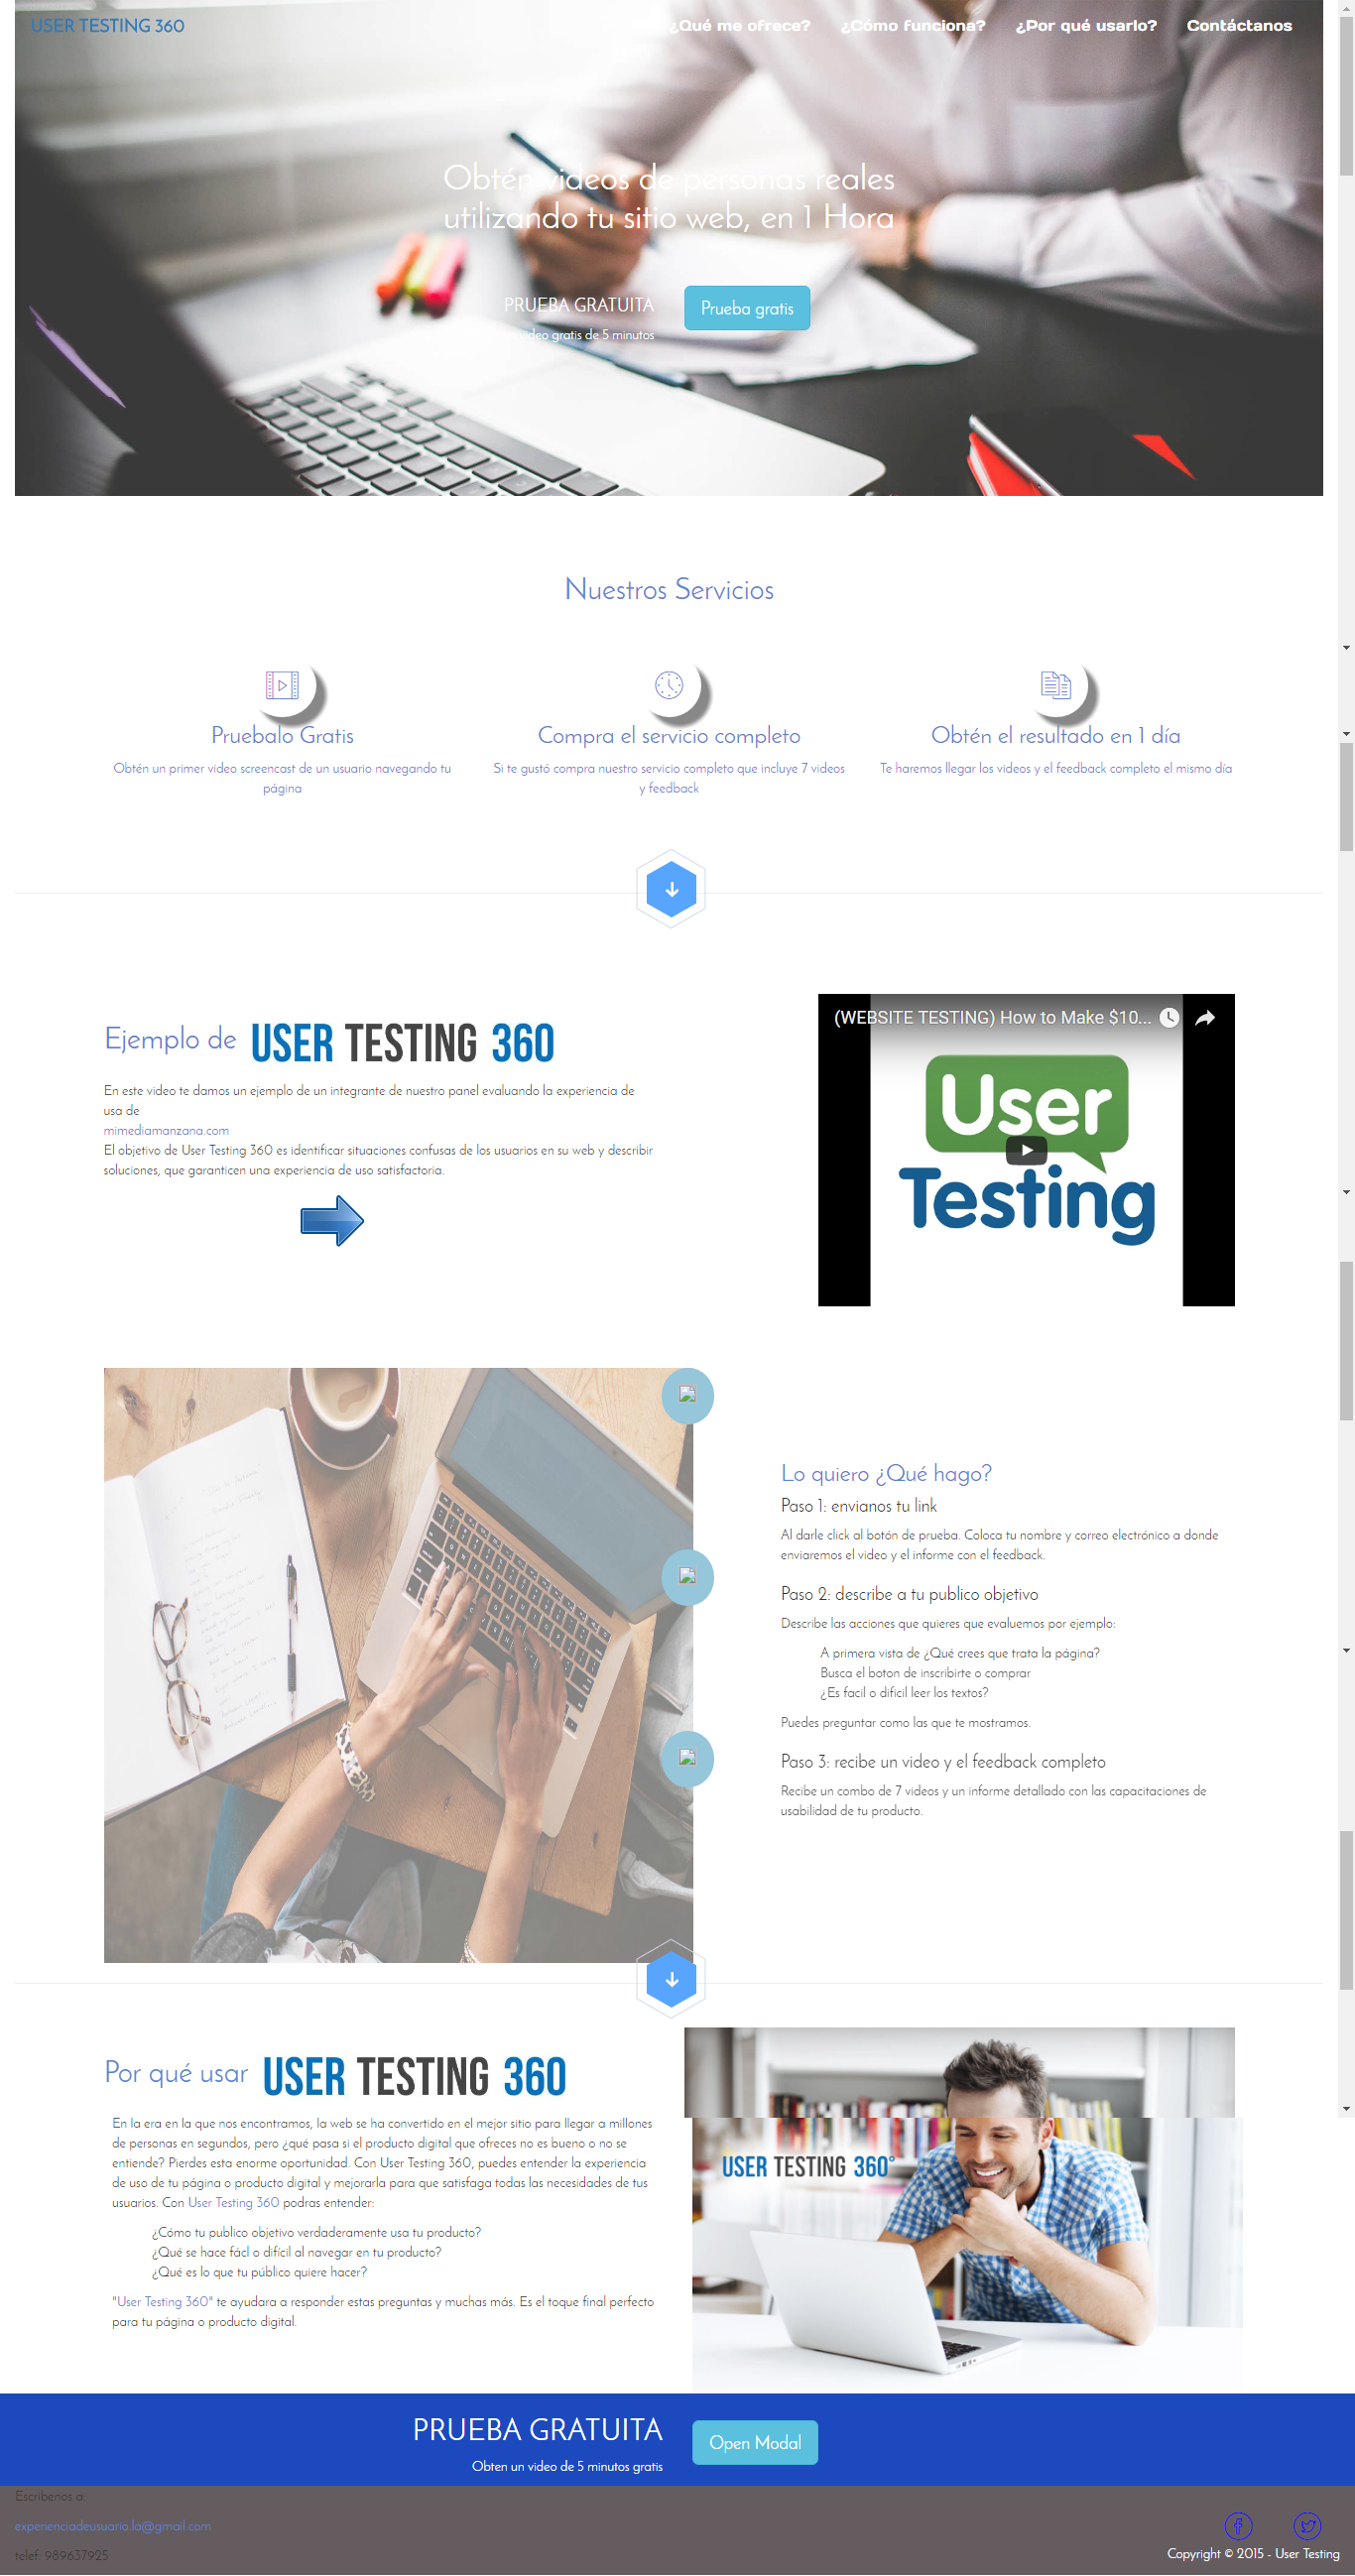 USER TESTING 360
¿Qué me ofrece? ¿Cómo funciona? ¿Por qué usarlo? Contáctanos
Obtén videos de personas reales
utilizando tu sitio web, en 1 Hora
PRUEBA GRATUITA
Prueba gratis
video gratis de 5 minutos
Nuestros Servicios
Pruebalo Gratis
Obtén un primer video screencast de un usuario navegando tu
página
Compra el servicio completo
Si te gustó compra nuestro servicio completo que incluye 7 videos
y feedback
Obtén el resultado en 1 día
Te haremos llegar los videos y el feedback completo el mismo día
Ejemplo de USER TESTING 360
En este video te damos un ejemplo de un integrante de nuestro panel evaluando la experiencia de
usa de
mimediamanzana.com
El objetivo de User Testing 360 es identificar situaciones confusas de los usuarios en su web y describir
soluciones, que garanticen una experiencia de uso satisfactoria.
(WEBSITE TESTING) How to Make $10...
User
Testing
Lo quiero ¿Qué hago?
Paso 1: envianos tu link
Al darle click al botón de prueba. Coloca tu nombre y correo electrónico a donde
enviaremos el video y el informe con el feedback.
Paso 2: describe a tu publico objetivo
Describe las acciones que quieres que evaluemos por ejemplo:
A primera vista de ¿Qué crees que trata la página?
Busca el boton de inscribirte o comprar
¿Es facil o dificil leer los textos?
Puedes preguntar como las que te mostramos.
Paso 3: recibe un video y el feedback completo
Recibe un combo de 7 videos y un informe detallado con las capacitaciones de
usabilidad de tu producto.
Por qué usar USER TESTING 360
En la era en la que nos encontramos, la web se ha convertido en el mejor sitio para llegar a millones
de personas en segundos, pero ¿qué pasa si el producto digital que ofreces no es bueno o no se
entiende? Pierdes esta enorme oportunidad. Con User Testing 360, puedes entender la experiencia
de uso de tu página o producto digital y mejorarla para que satisfaga todas las necesidades de tus
usuarios. Con User Testing 360 podras entender:
¿Cómo tu publico objetivo verdaderamente usa tu producto?
¿Qué se hace fácl o difícil al navegar en tu producto?
¿Qué es lo que tu público quiere hacer?
"User Testing 360" te ayudara a responder estas preguntas y muchas más. Es el toque final perfecto
para tu página o producto digital.
USER TESTING 360°
PRUEBA GRATUITA
Obten un video de 5 minutos gratis
Open Modal
Escribenos a:
experienciadeusuario.la@gmail.com
telef: 989637925
Copyright © 2015 - User Testing